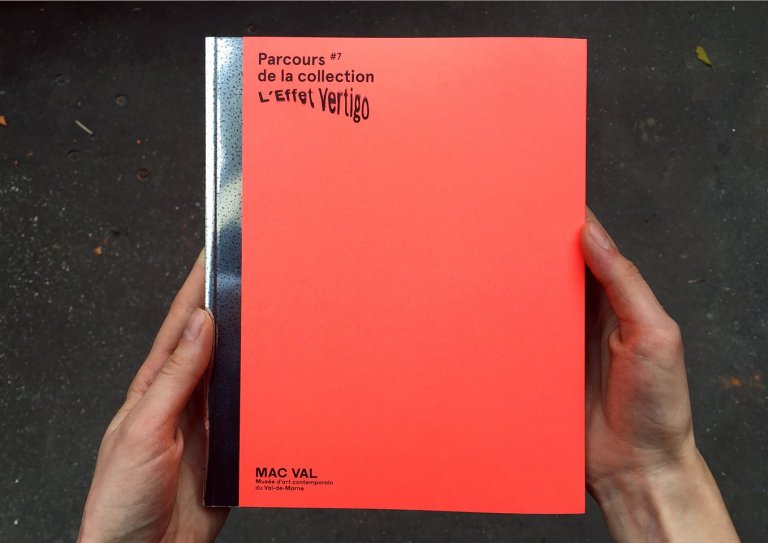 Parcours #7
de la collection
L'Effet Vertigo
MAC VAL
Musée d'art contemporain
du Val-de-Marne